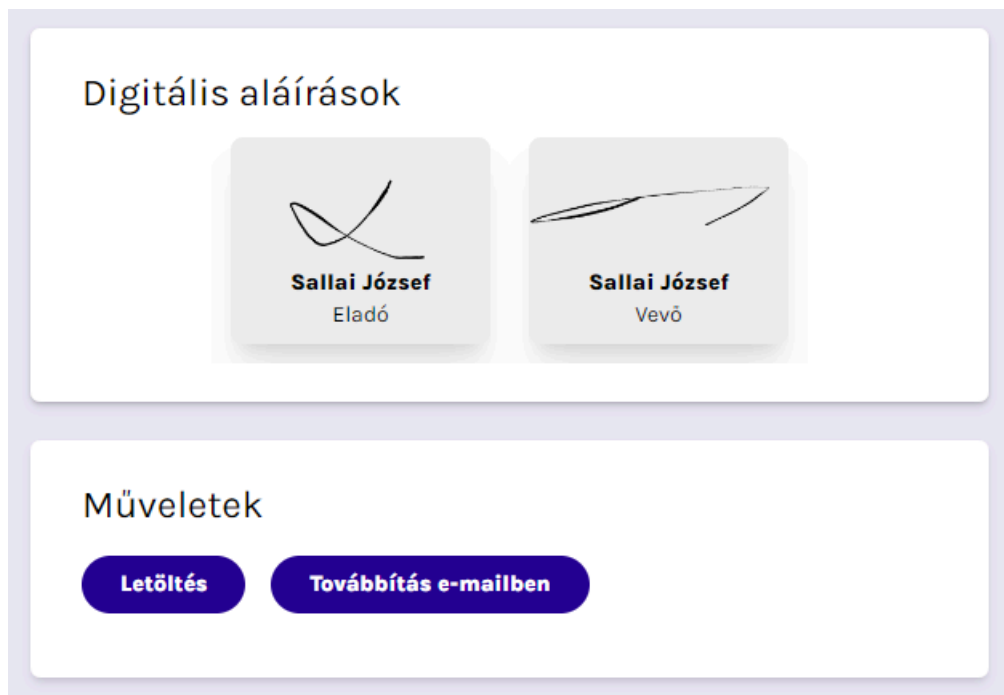 Digitális aláírások
Sallai József
Eladó
Sallai József
Vevő
Műveletek
Letöltés
Továbbítás e-mailben